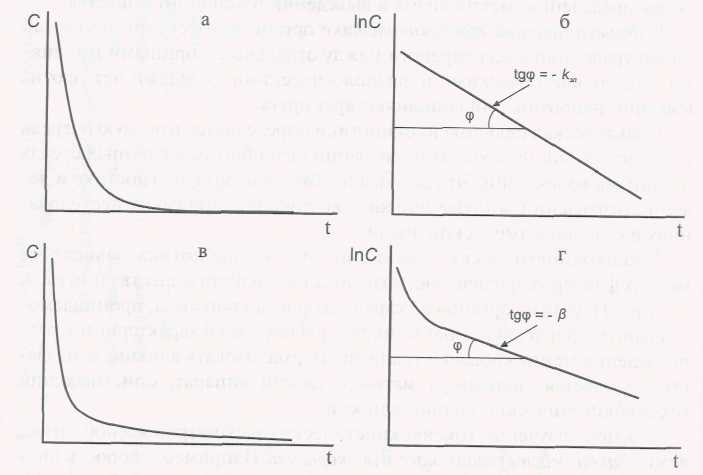 C а
lnC б
tgφ = - kэл
φ
t t
C в
lnC г
tgφ = - β
φ
t t